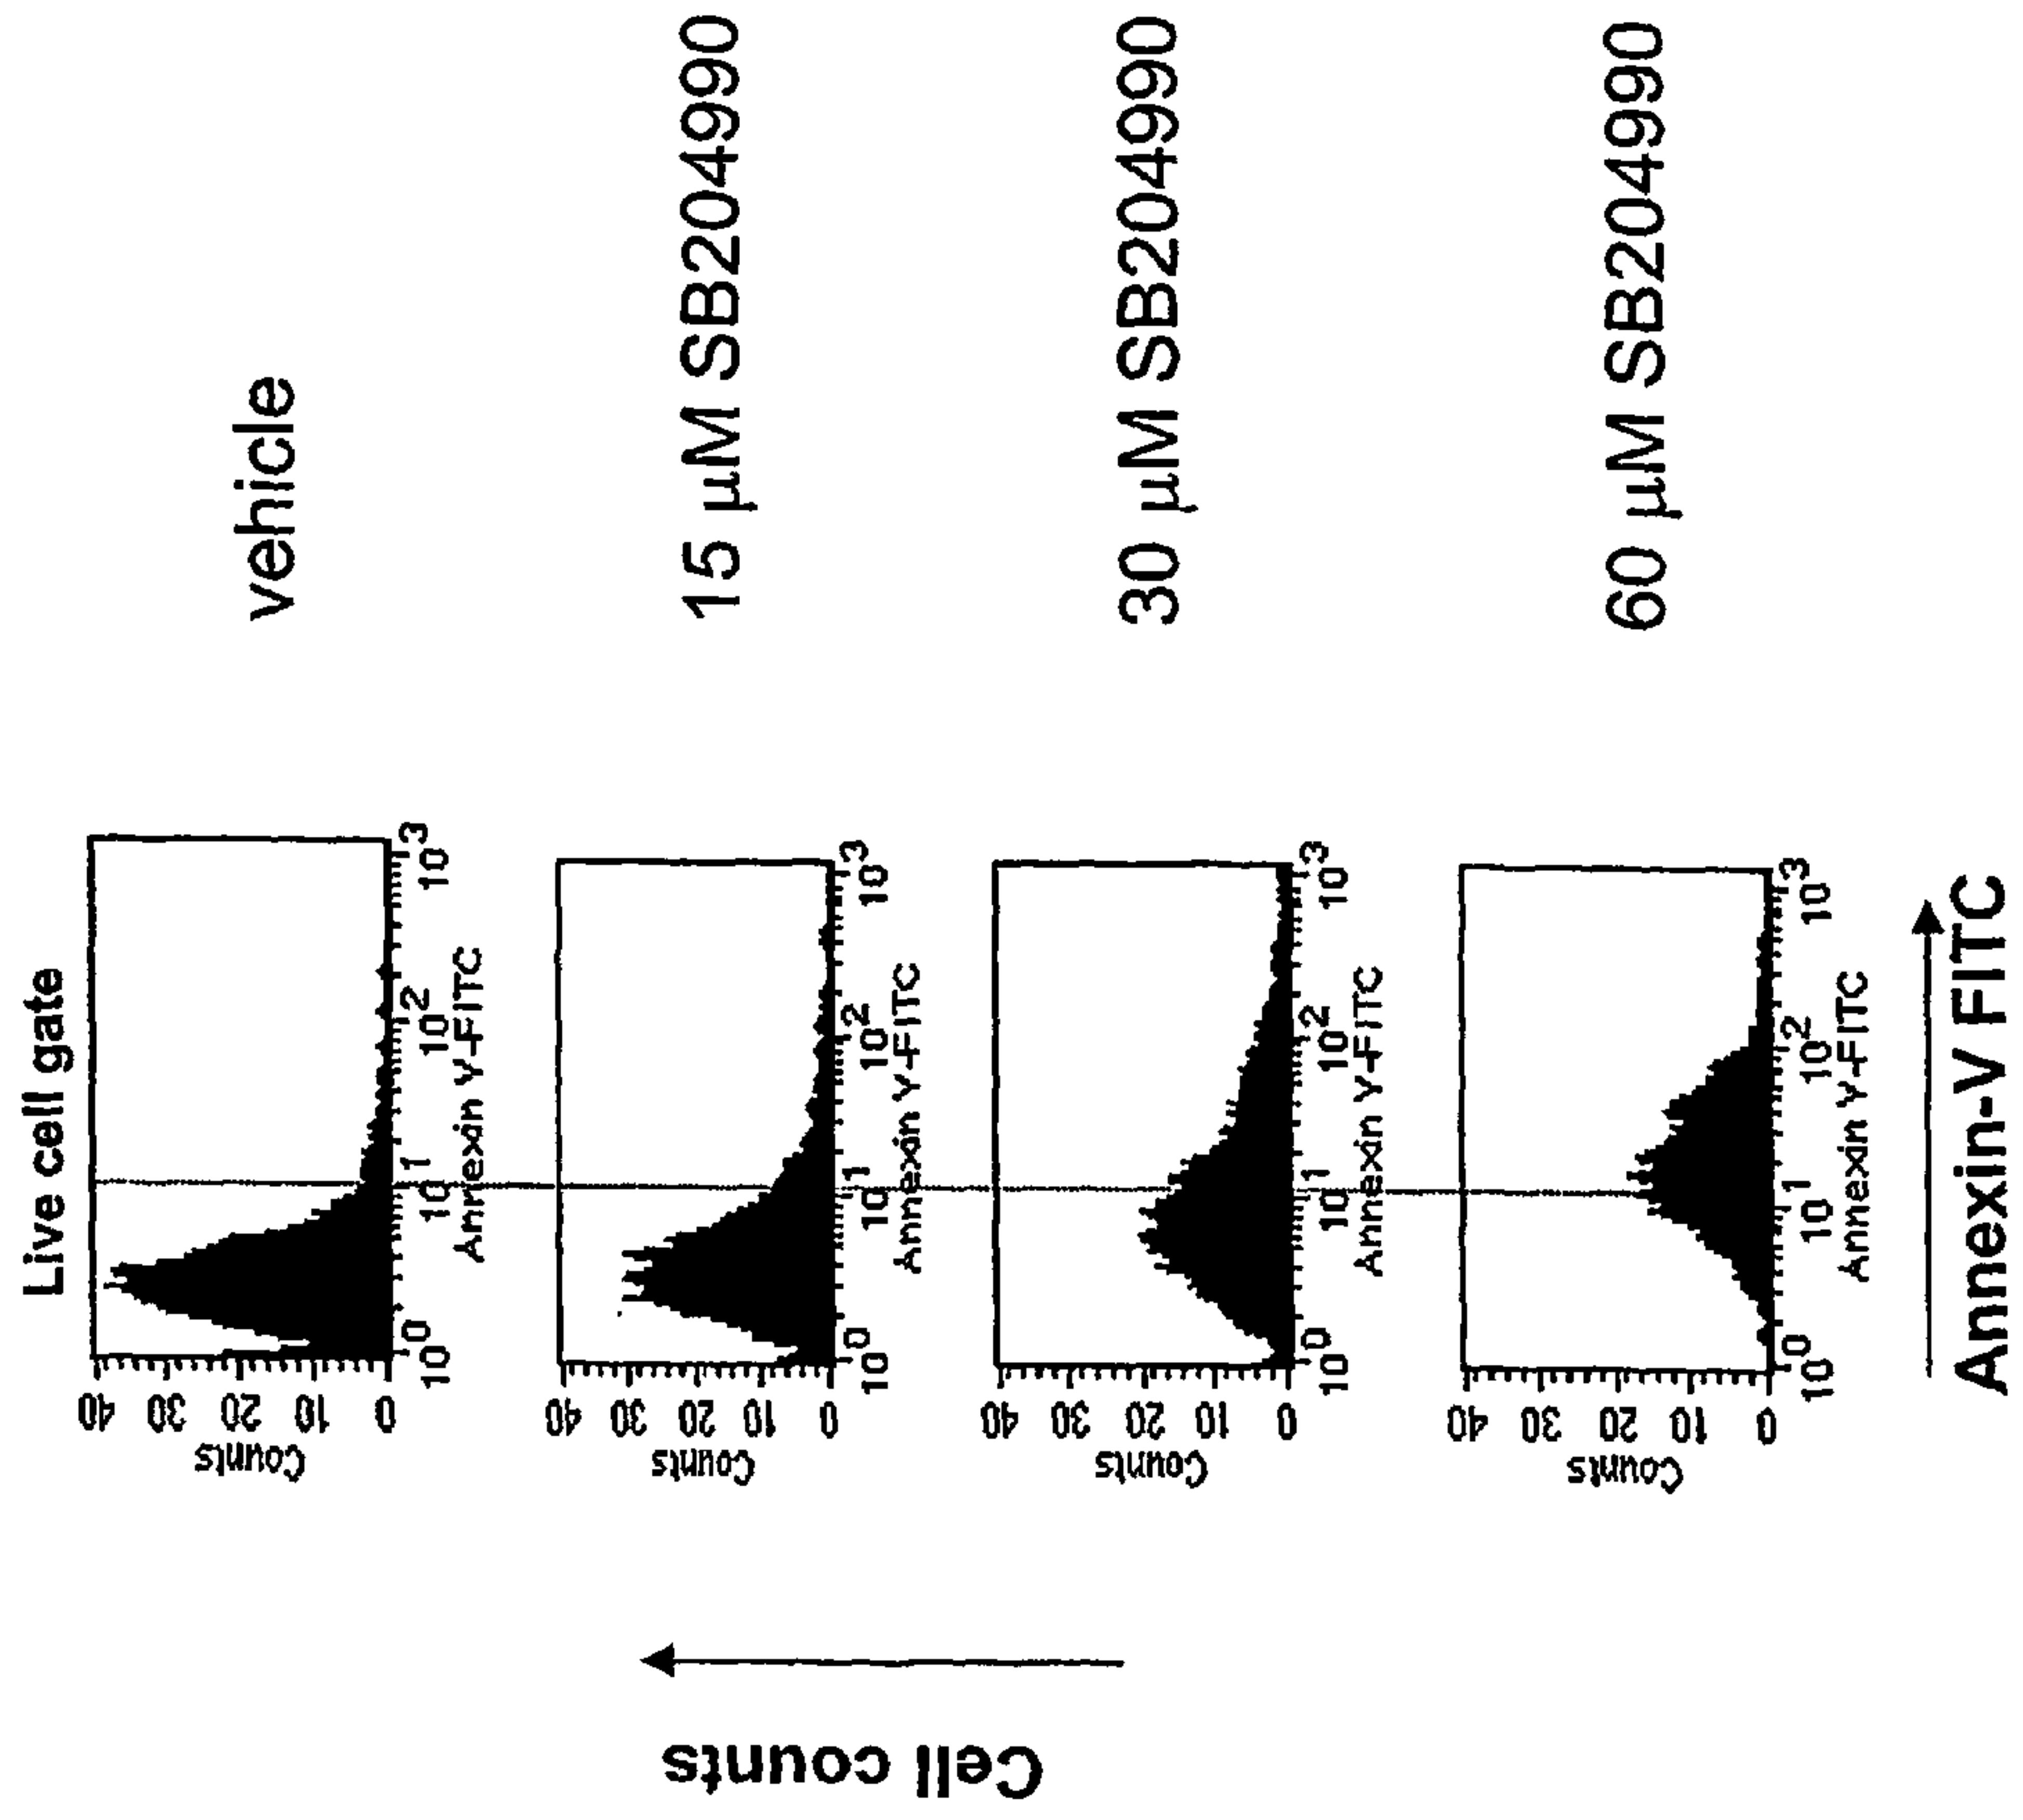 Live cell gate
Counts
40
30
20
10
0
10^0
10^1
10^2
10^3
Annexin V-FITC
vehicle
Counts
40
30
20
10
0
10^0
10^1
10^2
10^3
Annexin V-FITC
15 µM SB204990
Counts
40
30
20
10
0
10^0
10^1
10^2
10^3
Annexin V-FITC
30 µM SB204990
Counts
40
30
20
10
0
10^0
10^1
10^2
10^3
Annexin V-FITC
60 µM SB204990
Cell counts
Annexin-V FITC